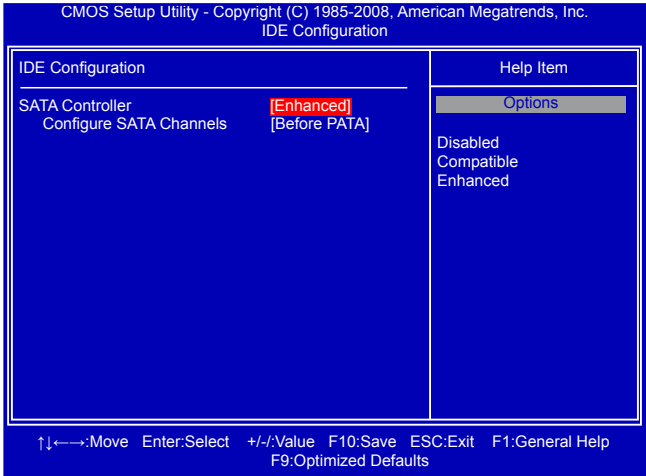 CMOS Setup Utility - Copyright (C) 1985-2008, American Megatrends, Inc.
IDE Configuration
IDE Configuration
Help Item
SATA Controller [Enhanced]
Configure SATA Channels [Before PATA]
Options
Disabled
Compatible
Enhanced
↑↓←→:Move Enter:Select +/-/:Value F10:Save ESC:Exit F1:General Help
F9:Optimized Defaults